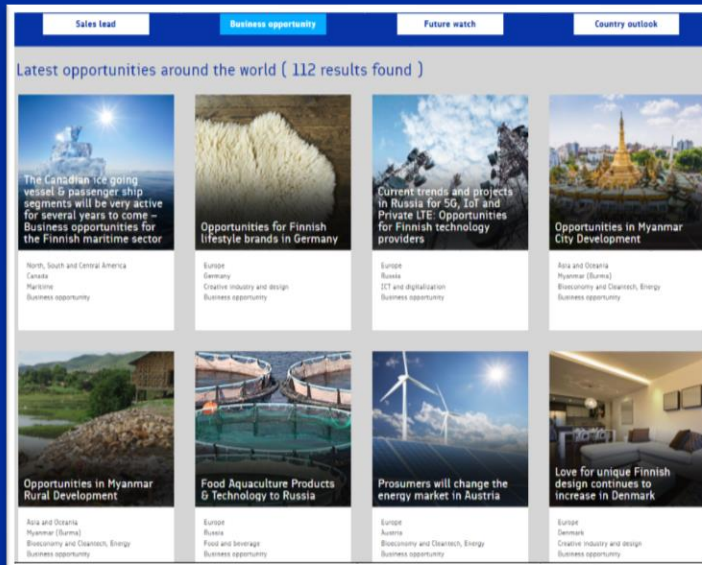 Sales lead
Business opportunity
Future watch
Country outlook
Latest opportunities around the world ( 112 results found )
The Canadian ice going
vessel & passenger ship
segments will be very active
for several years to come –
Business opportunities for
the Finnish maritime sector
North, South and Central America
Canada
Maritime
Business opportunity
Opportunities for Finnish
lifestyle brands in Germany
Europe
Germany
Creative industry and design
Business opportunity
Current trends and projects
in Russia for 5G, IoT and
Private LTE: Opportunities
for Finnish technology
providers
Europe
Russia
ICT and digitalization
Business opportunity
Opportunities in Myanmar
City Development
Asia and Oceania
Myanmar (Burma)
Bioeconomy and Cleantech, Energy
Business opportunity
Opportunities in Myanmar
Rural Development
Asia and Oceania
Myanmar (Burma)
Bioeconomy and Cleantech, Energy
Business opportunity
Food Aquaculture Products
& Technology to Russia
Europe
Russia
Food and beverage
Business opportunity
Prosumers will change the
energy market in Austria
Europe
Austria
Bioeconomy and Cleantech, Energy
Business opportunity
Love for unique Finnish
design continues to
increase in Denmark
Europe
Denmark
Creative industry and design
Business opportunity